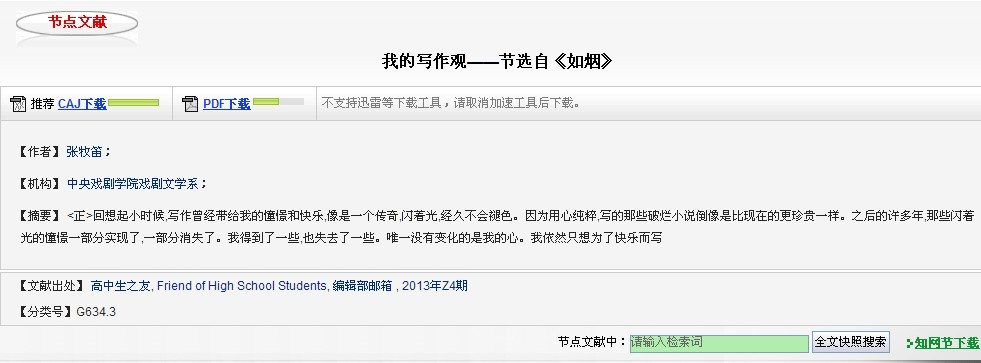 节点文献
我的写作观——节选自《如烟》
推荐 CAJ下载 PDF下载 不支持迅雷等下载工具，请取消加速工具后下载。
【作者】 张牧笛；
【机构】 中央戏剧学院戏剧文学系；
【摘要】 <正>回想起小时候,写作曾经带给我的憧憬和快乐,像是一个传奇,闪着光,经久不会褪色。因为用心纯粹,写的那些破烂小说倒像是比现在的更珍贵一样。之后的许多年,那些闪着
光的憧憬一部分实现了,一部分消失了。我得到了一些,也失去了一些。唯一没有变化的是我的心。我依然只想为了快乐而写
【文献出处】 高中生之友, Friend of High School Students, 编辑部邮箱 , 2013年Z4期
【分类号】G634.3
节点文献中： 请输入检索词 全文快照搜索 知网节下载